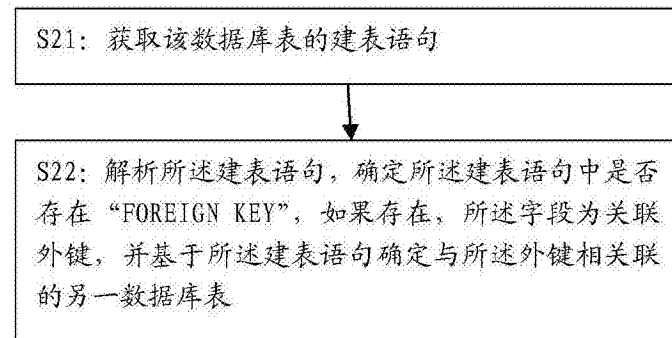 S21: 获取该数据库表的建表语句
S22: 解析所述建表语句，确定所述建表语句中是否
存在“FOREIGN KEY”，如果存在，所述字段为关联
外键，并基于所述建表语句确定与所述外键相关联
的另一数据库表